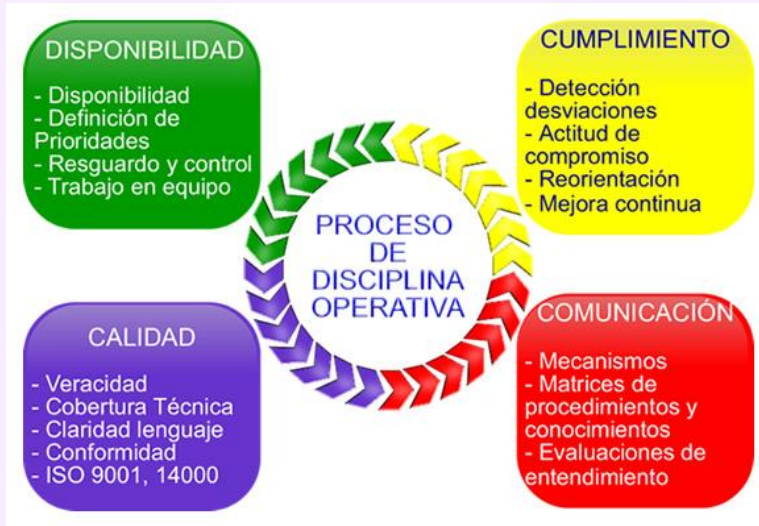 DISPONIBILIDAD
- Disponibilidad
- Definición de
Prioridades
- Resguardo y control
- Trabajo en equipo
CUMPLIMIENTO
- Detección
desviaciones
- Actitud de
compromiso
- Reorientación
- Mejora continua
PROCESO
DE
DISCIPLINA
OPERATIVA
CALIDAD
- Veracidad
- Cobertura Técnica
- Claridad lenguaje
- Conformidad
- ISO 9001, 14000
COMUNICACIÓN
- Mecanismos
- Matrices de
procedimientos y
conocimientos
- Evaluaciones de
entendimiento